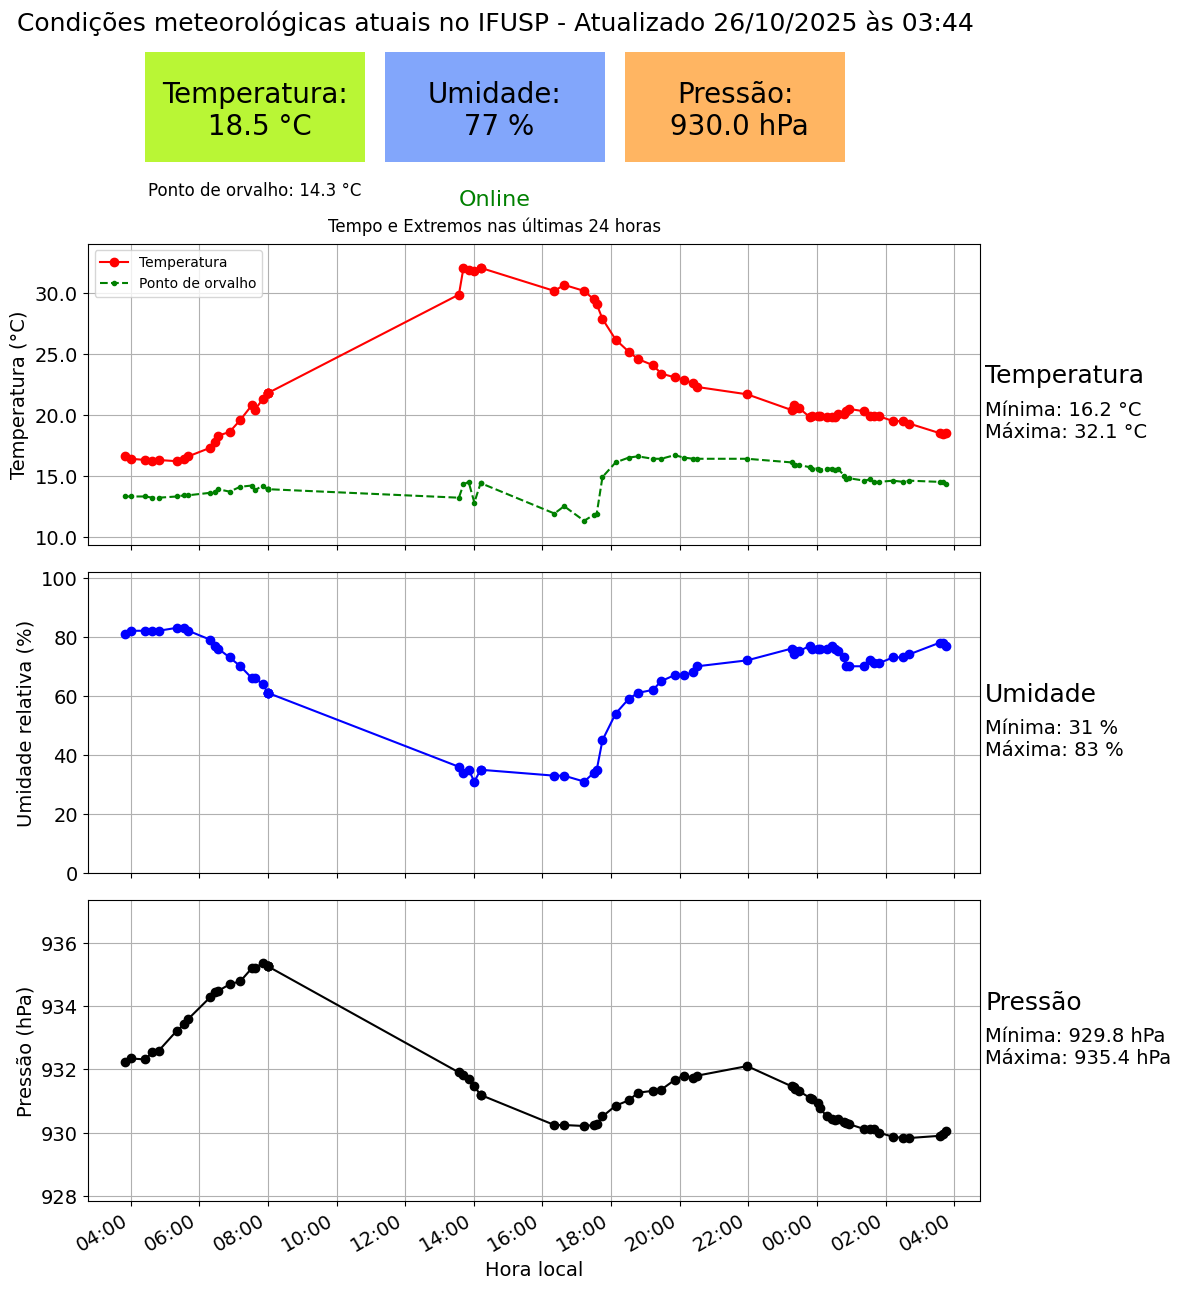 Condições meteorológicas atuais no IFUSP - Atualizado 26/10/2025 às 03:44
Temperatura:
18.5 °C
Umidade:
77 %
Pressão:
930.0 hPa
Ponto de orvalho: 14.3 °C
Online
Tempo e Extremos nas últimas 24 horas
Temperatura
Ponto de orvalho
Temperatura (°C)
30.0
25.0
20.0
15.0
10.0
Temperatura
Mínima: 16.2 °C
Máxima: 32.1 °C
Umidade relativa (%)
100
80
60
40
20
0
Umidade
Mínima: 31 %
Máxima: 83 %
Pressão (hPa)
936
934
932
930
928
Pressão
Mínima: 929.8 hPa
Máxima: 935.4 hPa
04:00
06:00
08:00
10:00
12:00
14:00
16:00
18:00
20:00
22:00
00:00
02:00
04:00
Hora local